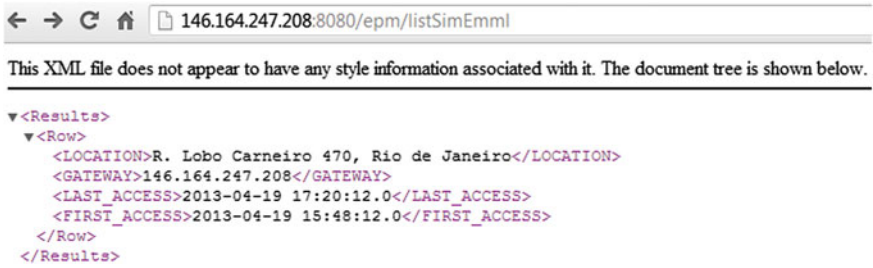 146.164.247.208:8080/epm/listSimEmml
This XML file does not appear to have any style information associated with it. The document tree is shown below.
▼<Results>
▼<Row>
<LOCATION>R. Lobo Carneiro 470, Rio de Janeiro</LOCATION>
<GATEWAY>146.164.247.208</GATEWAY>
<LAST_ACCESS>2013-04-19 17:20:12.0</LAST_ACCESS>
<FIRST_ACCESS>2013-04-19 15:48:12.0</FIRST_ACCESS>
</Row>
</Results>